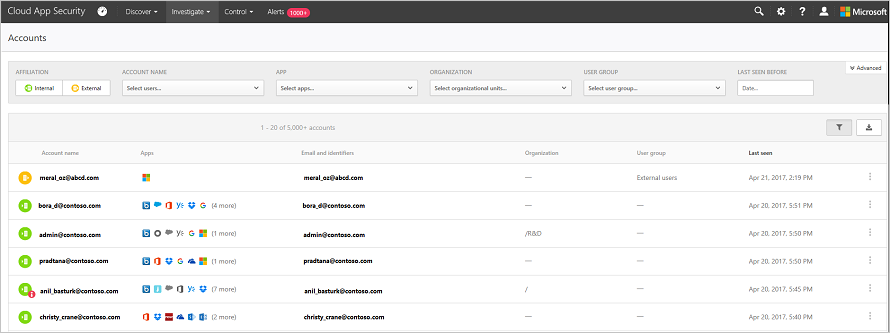 Cloud App Security Discover Investigate Control Alerts 1000+ ? Microsoft
Accounts
Advanced
AFFILIATION ACCOUNT NAME APP ORGANIZATION USER GROUP LAST SEEN BEFORE
Internal External Select users... Select apps... Select organizational units... Select user group... Date...
1 - 20 of 5,000+ accounts
Account name Apps Email and identifiers Organization User group Last seen
meral_oz@abcd.com meral_oz@abcd.com — External users Apr 21, 2017, 2:19 PM
bora_d@contoso.com (4 more) bora_d@contoso.com — — Apr 20, 2017, 5:51 PM
admin@contoso.com (1 more) admin@contoso.com /R&D — Apr 20, 2017, 5:50 PM
pradtana@contoso.com (1 more) pradtana@contoso.com — — Apr 20, 2017, 5:50 PM
anil_basturk@contoso.com (7 more) anil_basturk@contoso.com / — Apr 20, 2017, 5:45 PM
christy_crane@contoso.com (2 more) christy_crane@contoso.com — — Apr 20, 2017, 5:40 PM